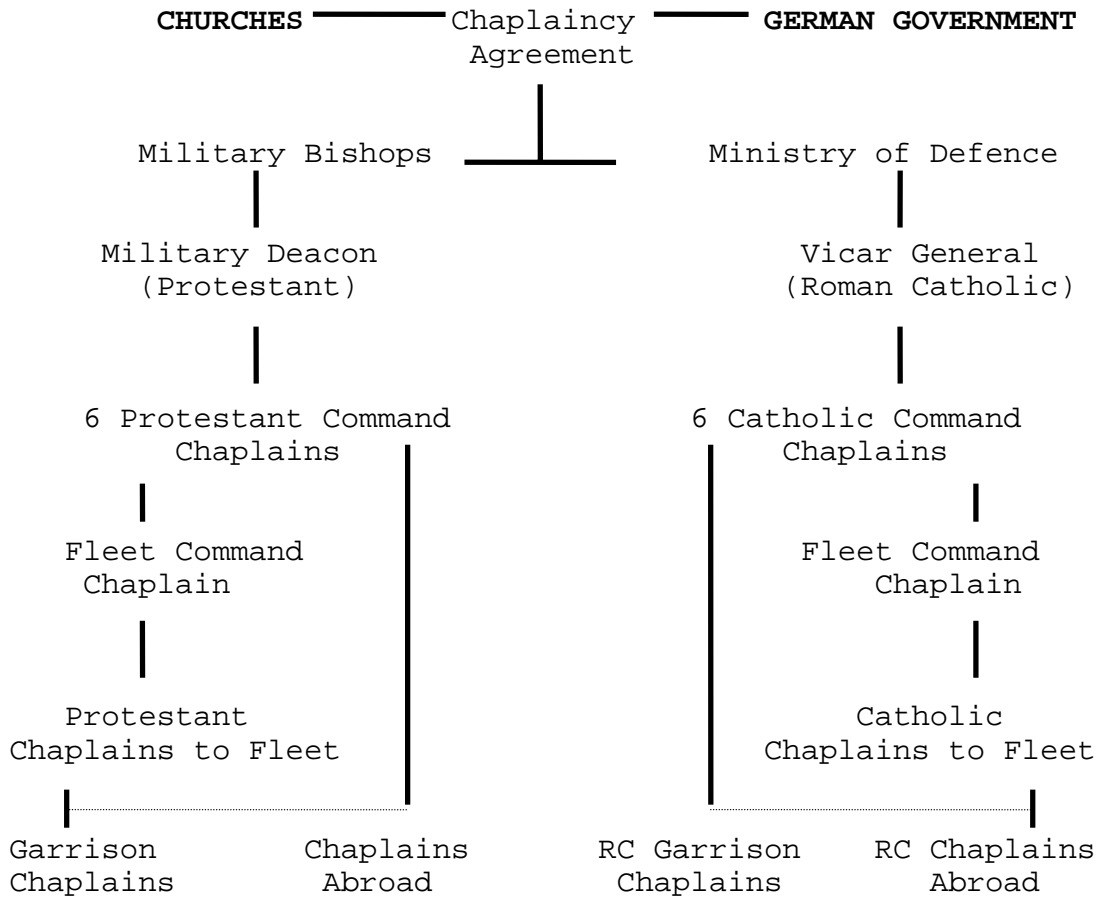 CHURCHES Chaplaincy GERMAN GOVERNMENT
Agreement
Military Bishops Ministry of Defence
Military Deacon Vicar General
(Protestant) (Roman Catholic)
6 Protestant Command 6 Catholic Command
Chaplains Chaplains
Fleet Command Fleet Command
Chaplain Chaplain
Protestant Catholic
Chaplains to Fleet Chaplains to Fleet
Garrison Chaplains RC Garrison RC Chaplains
Chaplains Abroad Chaplains Abroad